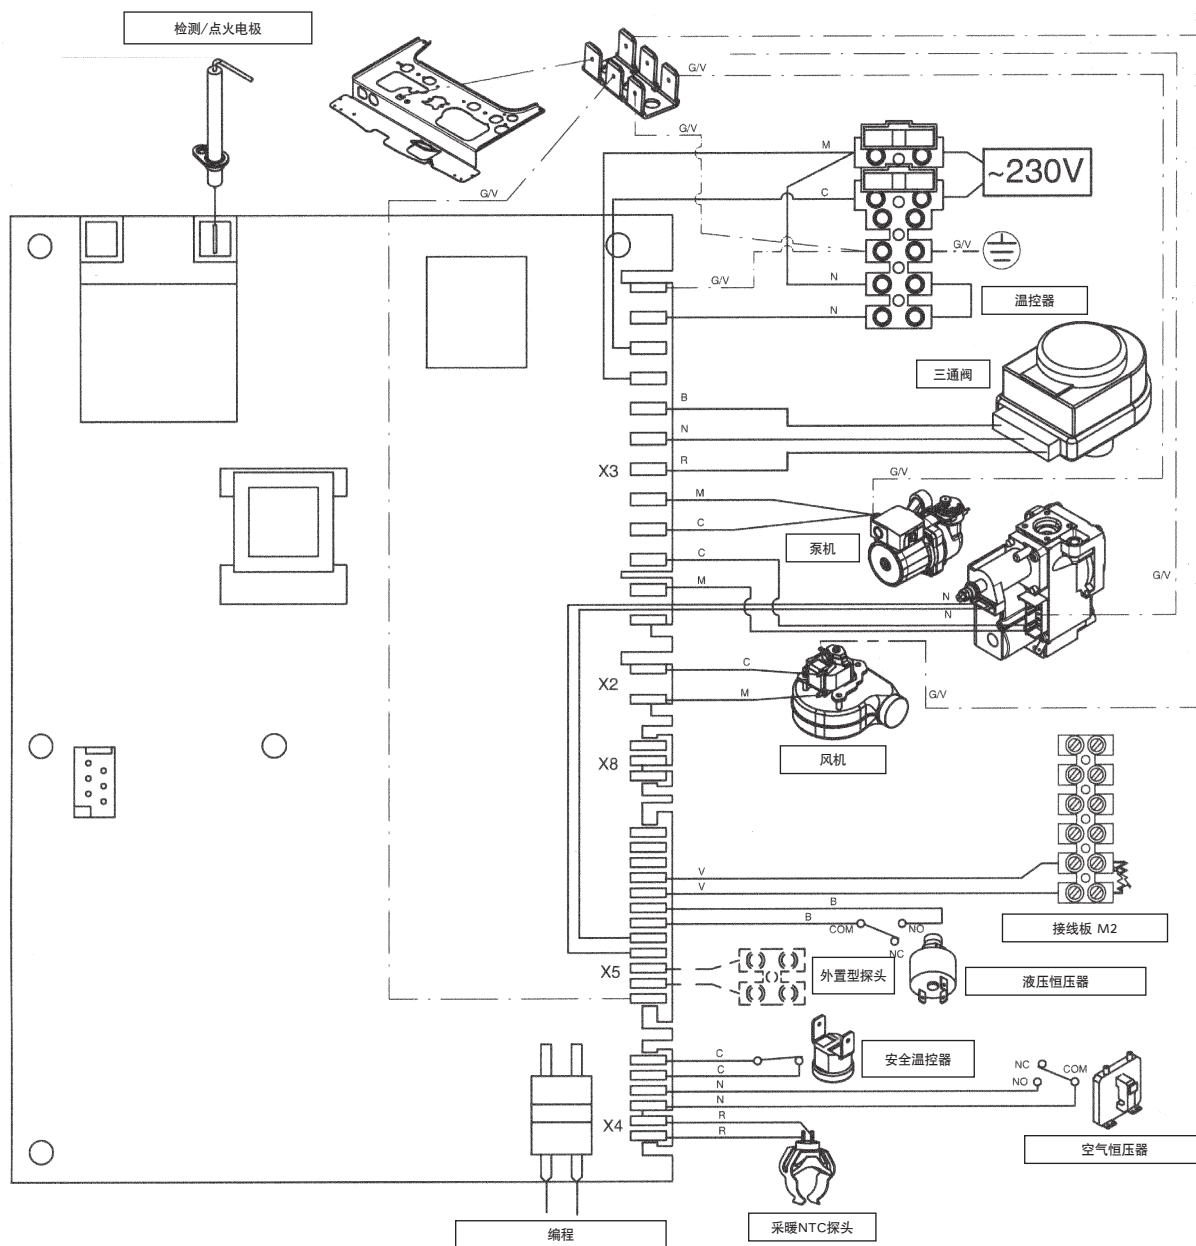 检测/点火电极
G/V
G/V
M
~230V
G/V
C
G/V
G/V
N
温控器
N
三通阀
B
N
R
X3
G/V
M
C
泵机
C
M
G/V
N
N
C
X2
M
G/V
风机
X8
V
V
B
B
COM
NO
NC
接线板 M2
X5
外置型探头
液压恒压器
C
安全温控器
C
NC
COM
N
NO
N
R
X4
R
空气恒压器
采暖NTC探头
编程